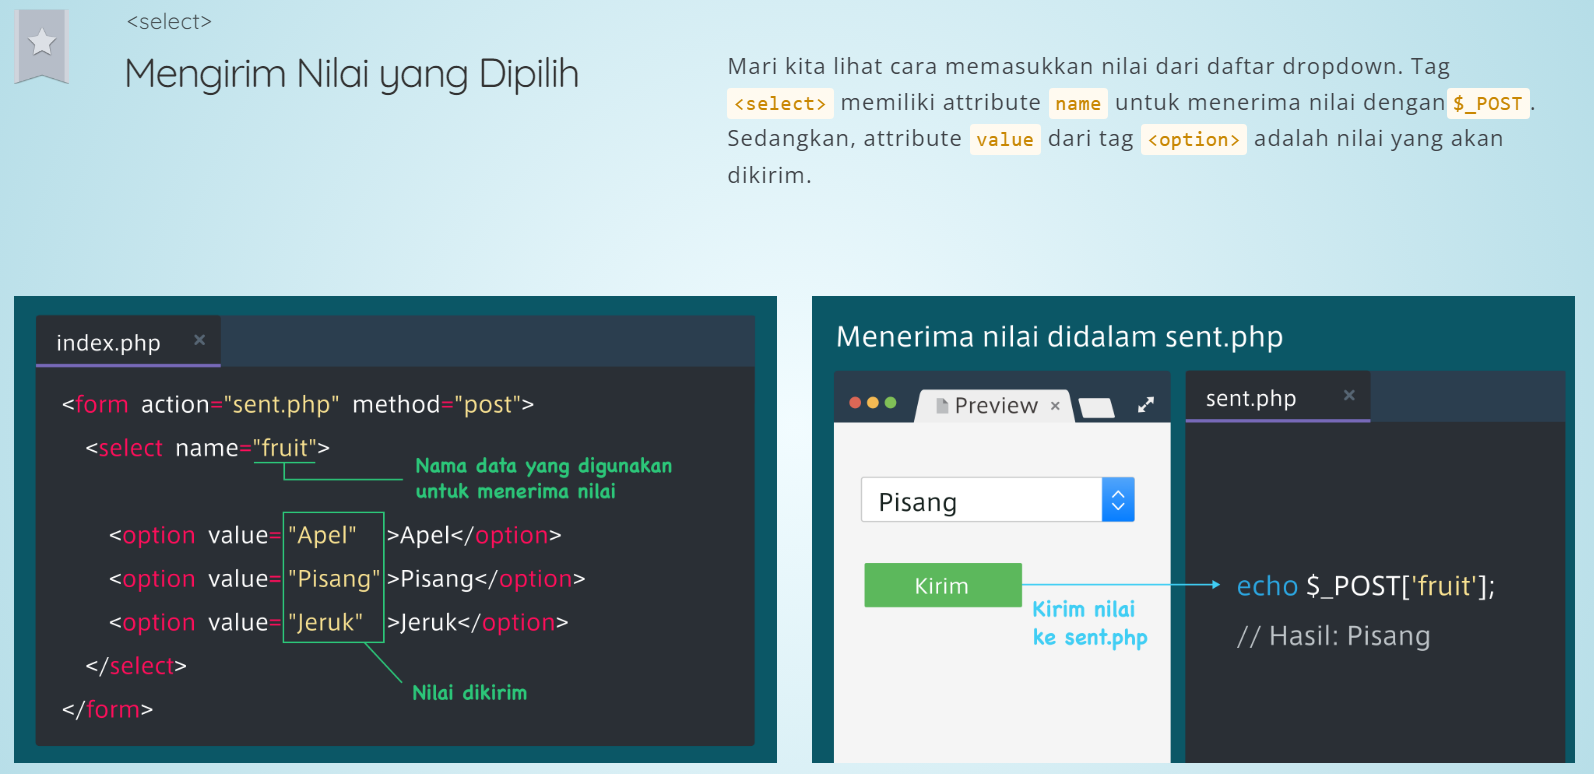 <select>
Mengirim Nilai yang Dipilih
Mari kita lihat cara memasukkan nilai dari daftar dropdown. Tag
<select> memiliki attribute name untuk menerima nilai dengan $_POST.
Sedangkan, attribute value dari tag <option> adalah nilai yang akan
dikirim.
index.php ×
<form action="sent.php" method="post">
<select name="fruit">
Nama data yang digunakan
untuk menerima nilai
<option value="Apel">Apel</option>
<option value="Pisang">Pisang</option>
<option value="Jeruk">Jeruk</option>
</select>
Nilai dikirim
</form>
Menerima nilai didalam sent.php
Preview ×
Pisang
Kirim
Kirim nilai
ke sent.php
sent.php ×
echo $_POST['fruit'];
// Hasil: Pisang